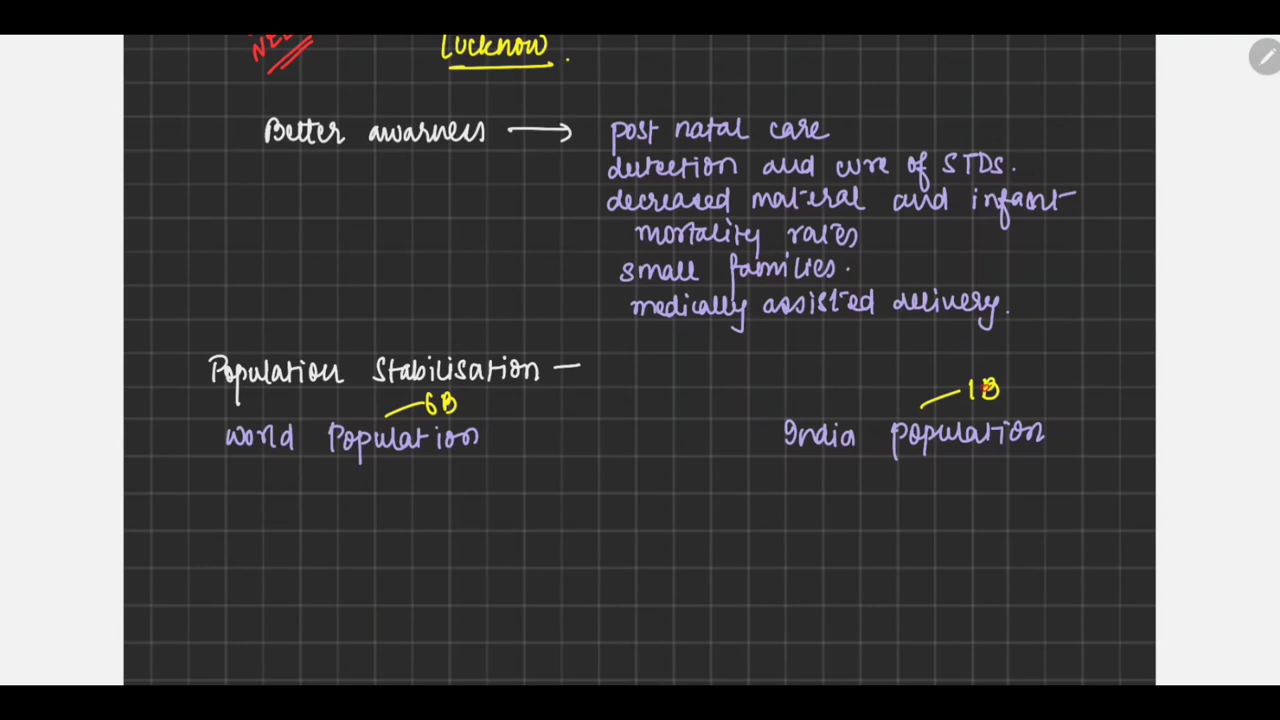 Lucknow.
Better awarness → post natal care
detection and cure of STDs.
decreased materal and infant
mortality rates
small families.
medically assisted delivery.
Population Stabilisation —
6B 1B
World Population India population